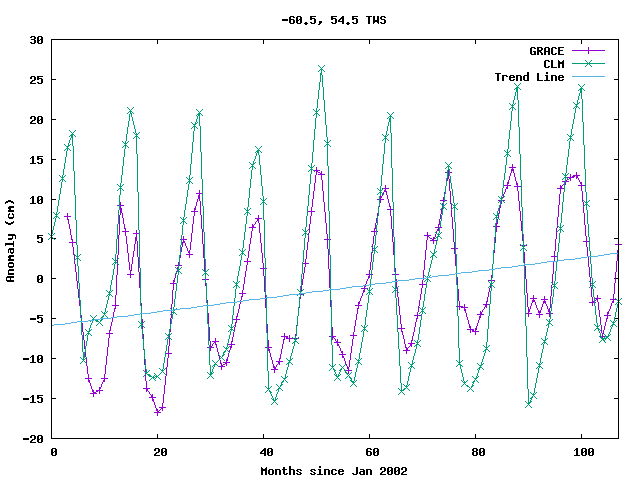 -60.5, 54.5 TWS
GRACE
CLM
Trend Line
30
25
20
15
10
5
0
-5
-10
-15
-20
Anomaly (cm)
0 20 40 60 80 100
Months since Jan 2002